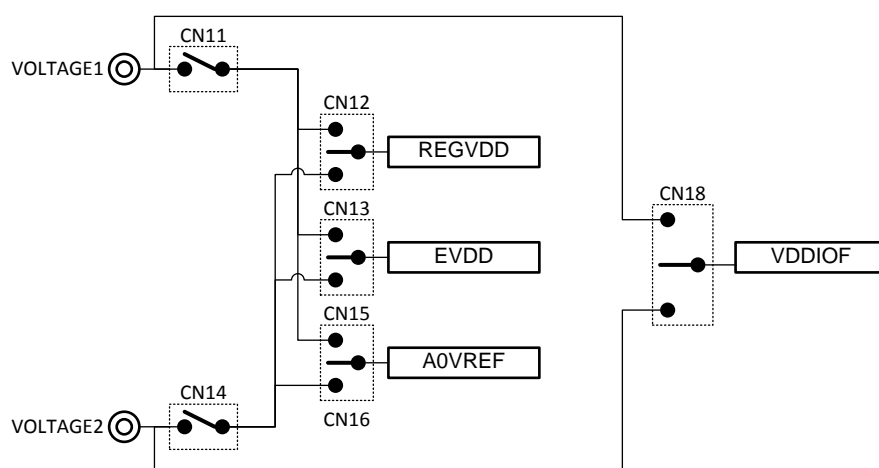 CN11
VOLTAGE1
CN12
REGVDD
CN18
CN13
EVDD
VDDIOF
CN15
A0VREF
CN14
CN16
VOLTAGE2